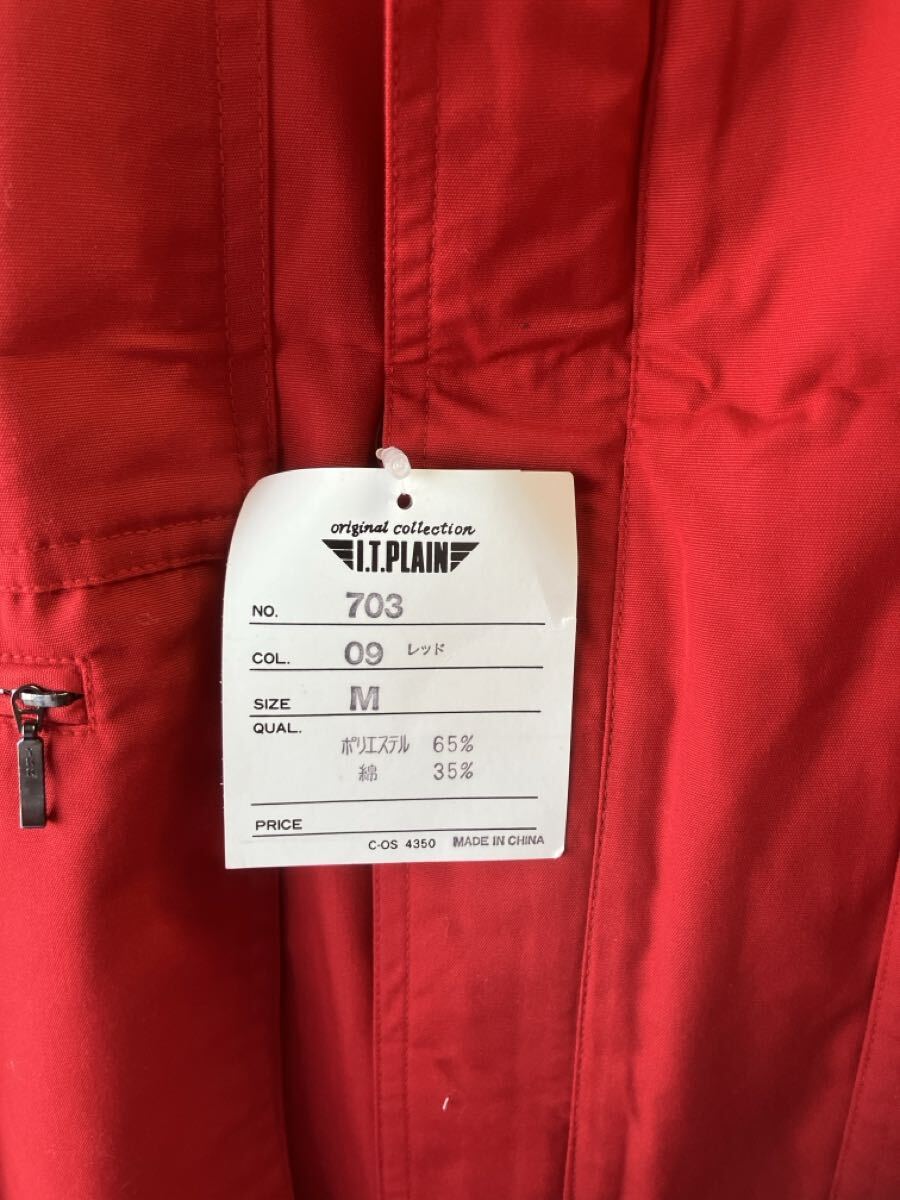 original collection
I.T.PLAIN
NO. 703
COL. 09 レッド
SIZE M
QUAL.
ポリエステル 65%
綿 35%
PRICE
C-OS 4350 MADE IN CHINA
YKK